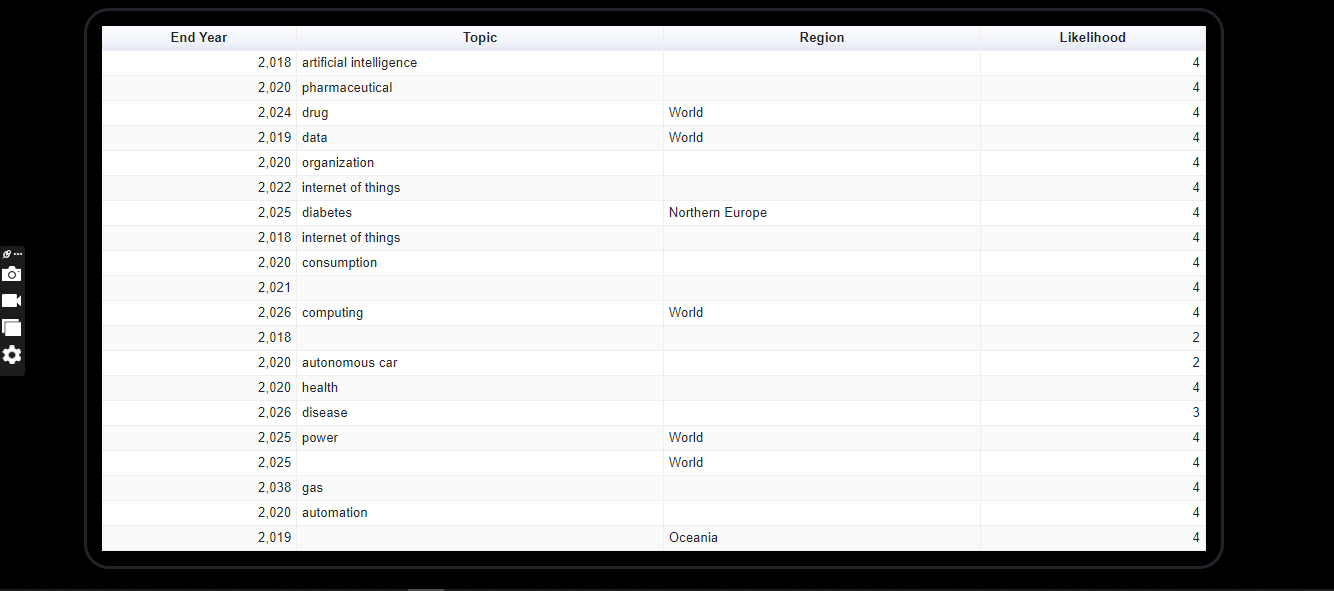 End Year Topic Region Likelihood
2,018 artificial intelligence 4
2,020 pharmaceutical 4
2,024 drug World 4
2,019 data World 4
2,020 organization 4
2,022 internet of things 4
2,025 diabetes Northern Europe 4
2,018 internet of things 4
2,020 consumption 4
2,021 4
2,026 computing World 4
2,018 2
2,020 autonomous car 2
2,020 health 4
2,026 disease 3
2,025 power World 4
2,025 World 4
2,038 gas 4
2,020 automation 4
2,019 Oceania 4